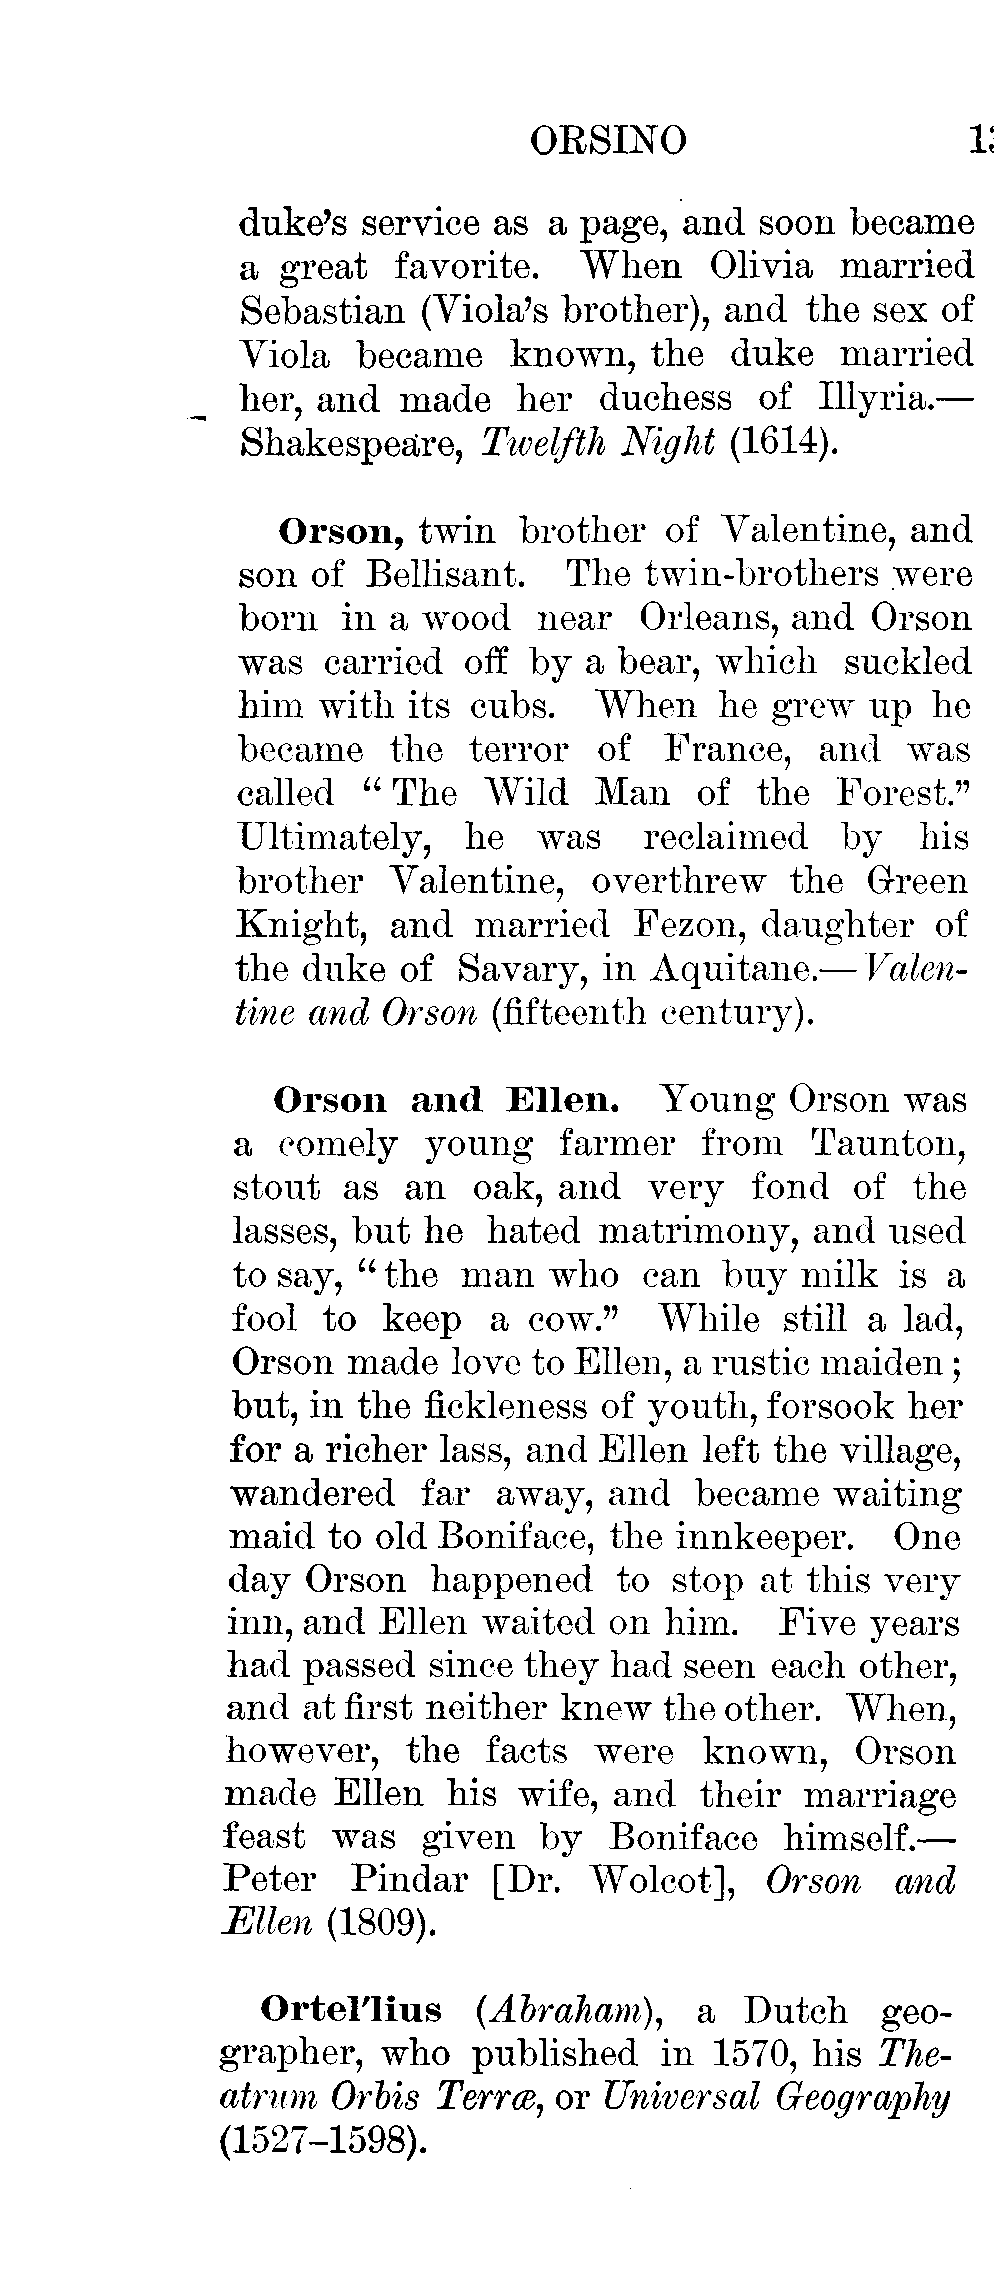 ORSINO
duke's service as a page, and soon became
a great favorite. When Olivia married
Sebastian (Viola's brother), and the sex of
Viola became known, the duke married
her, and made her duchess of Illyria.—
Shakespeare, Twelfth Night (1614).
Orson, twin brother of Valentine, and
son of Bellisant. The twin-brothers were
born in a wood near Orleans, and Orson
was carried off by a bear, which suckled
him with its cubs. When he grew up he
became the terror of France, and was
called “The Wild Man of the Forest.”
Ultimately, he was reclaimed by his
brother Valentine, overthrew the Green
Knight, and married Fezon, daughter of
the duke of Savary, in Aquitane.—Valen-
tine and Orson (fifteenth century).
Orson and Ellen. Young Orson was
a comely young farmer from Taunton,
stout as an oak, and very fond of the
lasses, but he hated matrimony, and used
to say, “the man who can buy milk is a
fool to keep a cow.” While still a lad,
Orson made love to Ellen, a rustic maiden;
but, in the fickleness of youth, forsook her
for a richer lass, and Ellen left the village,
wandered far away, and became waiting
maid to old Boniface, the innkeeper. One
day Orson happened to stop at this very
inn, and Ellen waited on him. Five years
had passed since they had seen each other,
and at first neither knew the other. When,
however, the facts were known, Orson
made Ellen his wife, and their marriage
feast was given by Boniface himself.—
Peter Pindar [Dr. Wolcot], Orson and
Ellen (1809).
Ortel'lius (Abraham), a Dutch geo-
grapher, who published in 1570, his The-
atrum Orbis Terræ, or Universal Geography
(1527–1598).